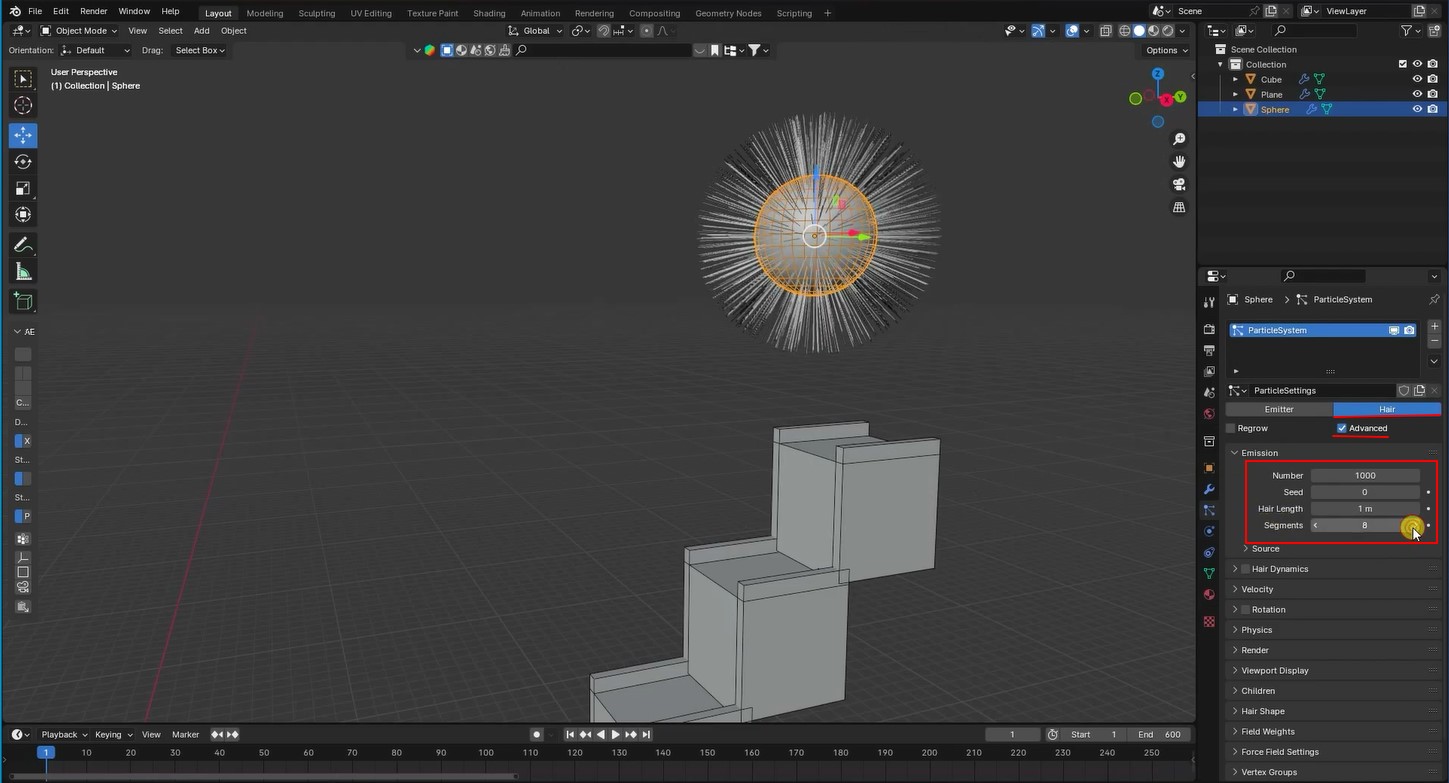 File Edit Render Window Help Layout Modeling Sculpting UV Editing Texture Paint Shading Animation Rendering Compositing Geometry Nodes Scripting + Scene ViewLayer
Object Mode View Select Add Object Global
Orientation: Default Drag: Select Box Options
User Perspective
(1) Collection | Sphere
Z
X
Y
AE
C...
D...
X
St...
St...
P
Scene Collection
Collection
Cube
Plane
Sphere
Sphere > ParticleSystem
ParticleSystem
ParticleSettings
Emitter Hair
Regrow Advanced
Emission
Number 1000
Seed 0
Hair Length 1 m
Segments 8
Source
Hair Dynamics
Velocity
Rotation
Physics
Render
Viewport Display
Children
Hair Shape
Field Weights
Force Field Settings
Vertex Groups
Playback Keying View Marker 1 Start 1 End 600
1 10 20 30 40 50 60 70 80 90 100 110 120 130 140 150 160 170 180 190 200 210 220 230 240 250